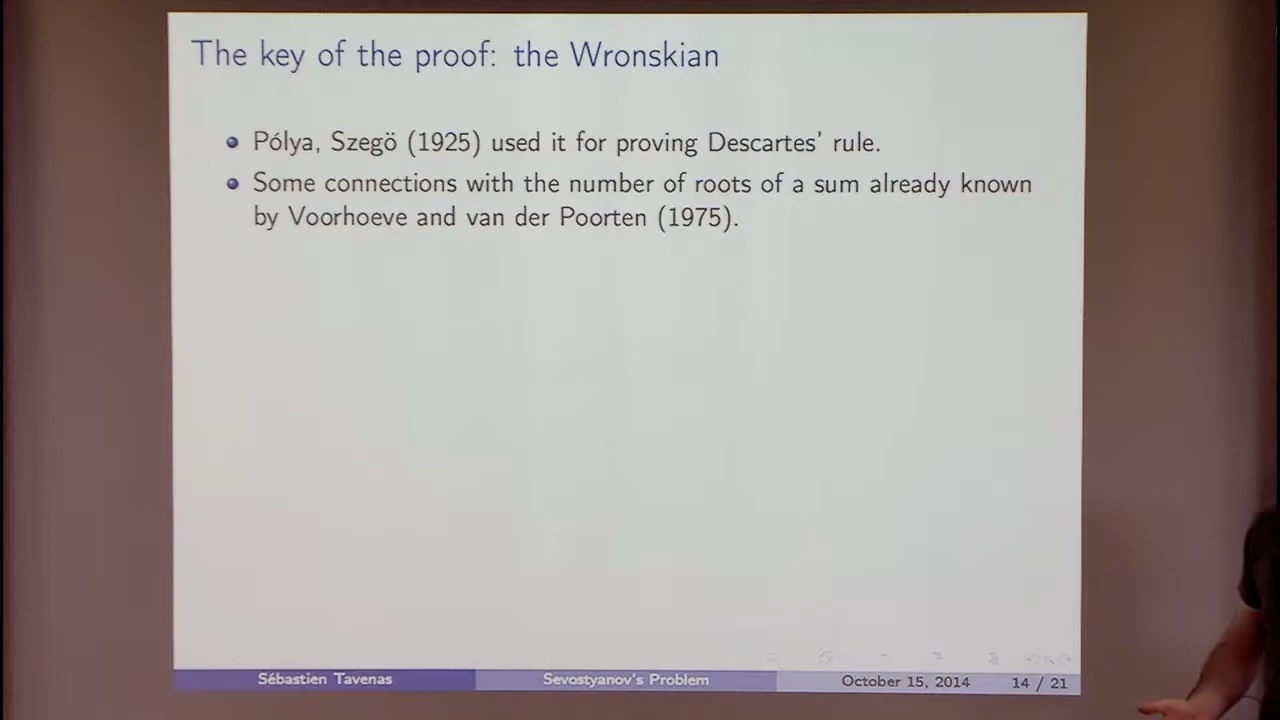 The key of the proof: the Wronskian
Pólya, Szegö (1925) used it for proving Descartes' rule.
Some connections with the number of roots of a sum already known
by Voorhoeve and van der Poorten (1975).
Sébastien Tavenas
Sevostyanov's Problem
October 15, 2014
14 / 21